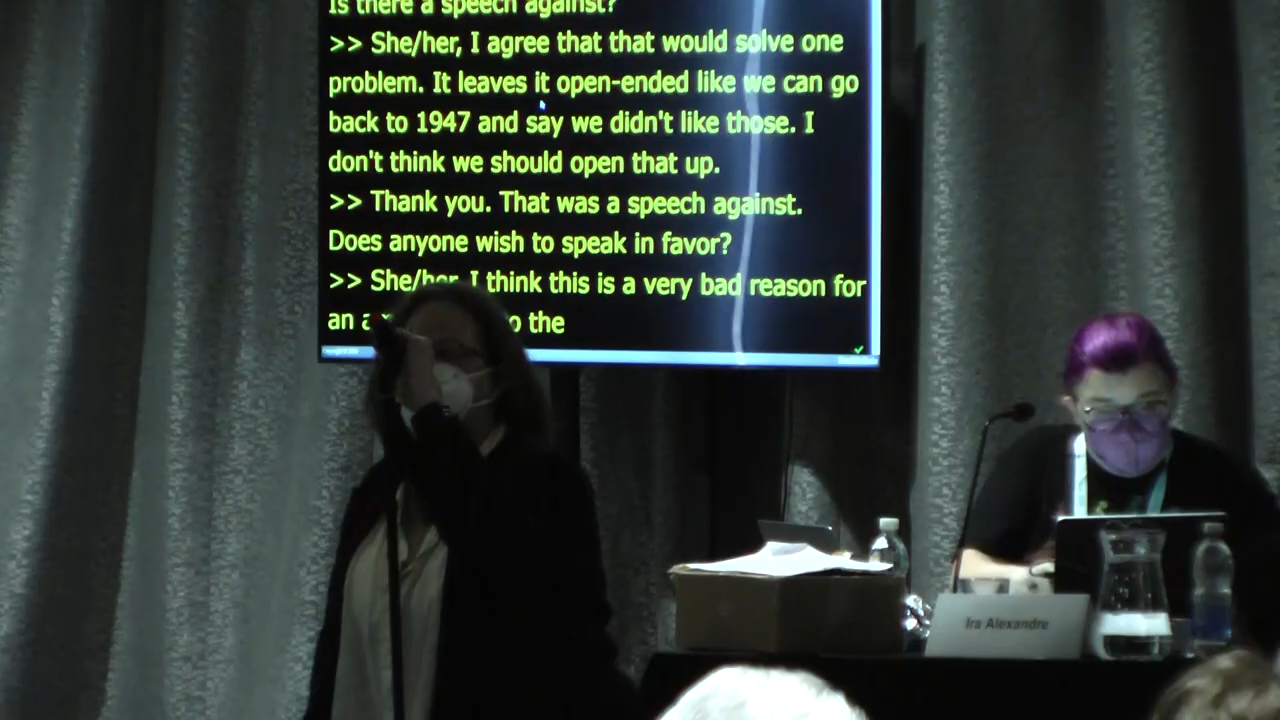 Is there a speech against?
>> She/her, I agree that that would solve one
problem. It leaves it open-ended like we can go
back to 1947 and say we didn't like those. I
don't think we should open that up.
>> Thank you. That was a speech against.
Does anyone wish to speak in favor?
>> She/her, I think this is a very bad reason for
an the
Ira Alexandre